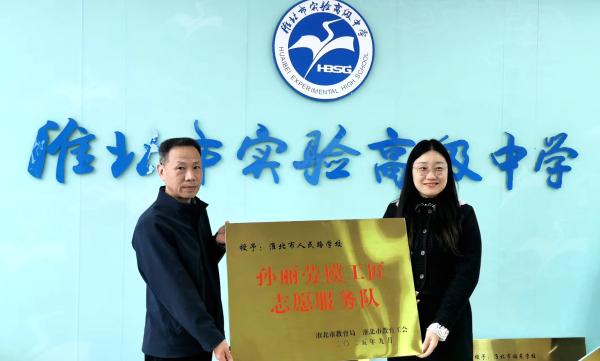 淮北市实验高级中学
HUAIBEI EXPERIMENTAL HIGH SCHOOL
HBSG
淮北市实验高级中学
授予：淮北市人民路学校
孙丽劳模工匠
志愿服务队
淮北市教育局 淮北市教育工会
二〇二五年九月